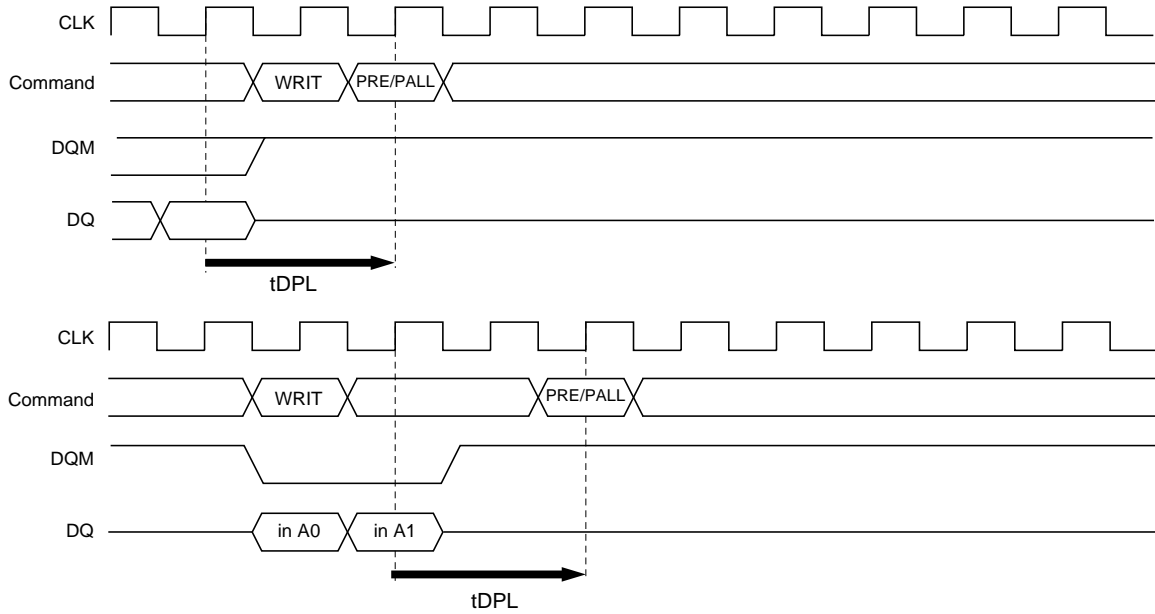 CLK
Command WRIT PRE/PALL
DQM
DQ
tDPL
CLK
Command WRIT PRE/PALL
DQM
DQ in A0 in A1
tDPL